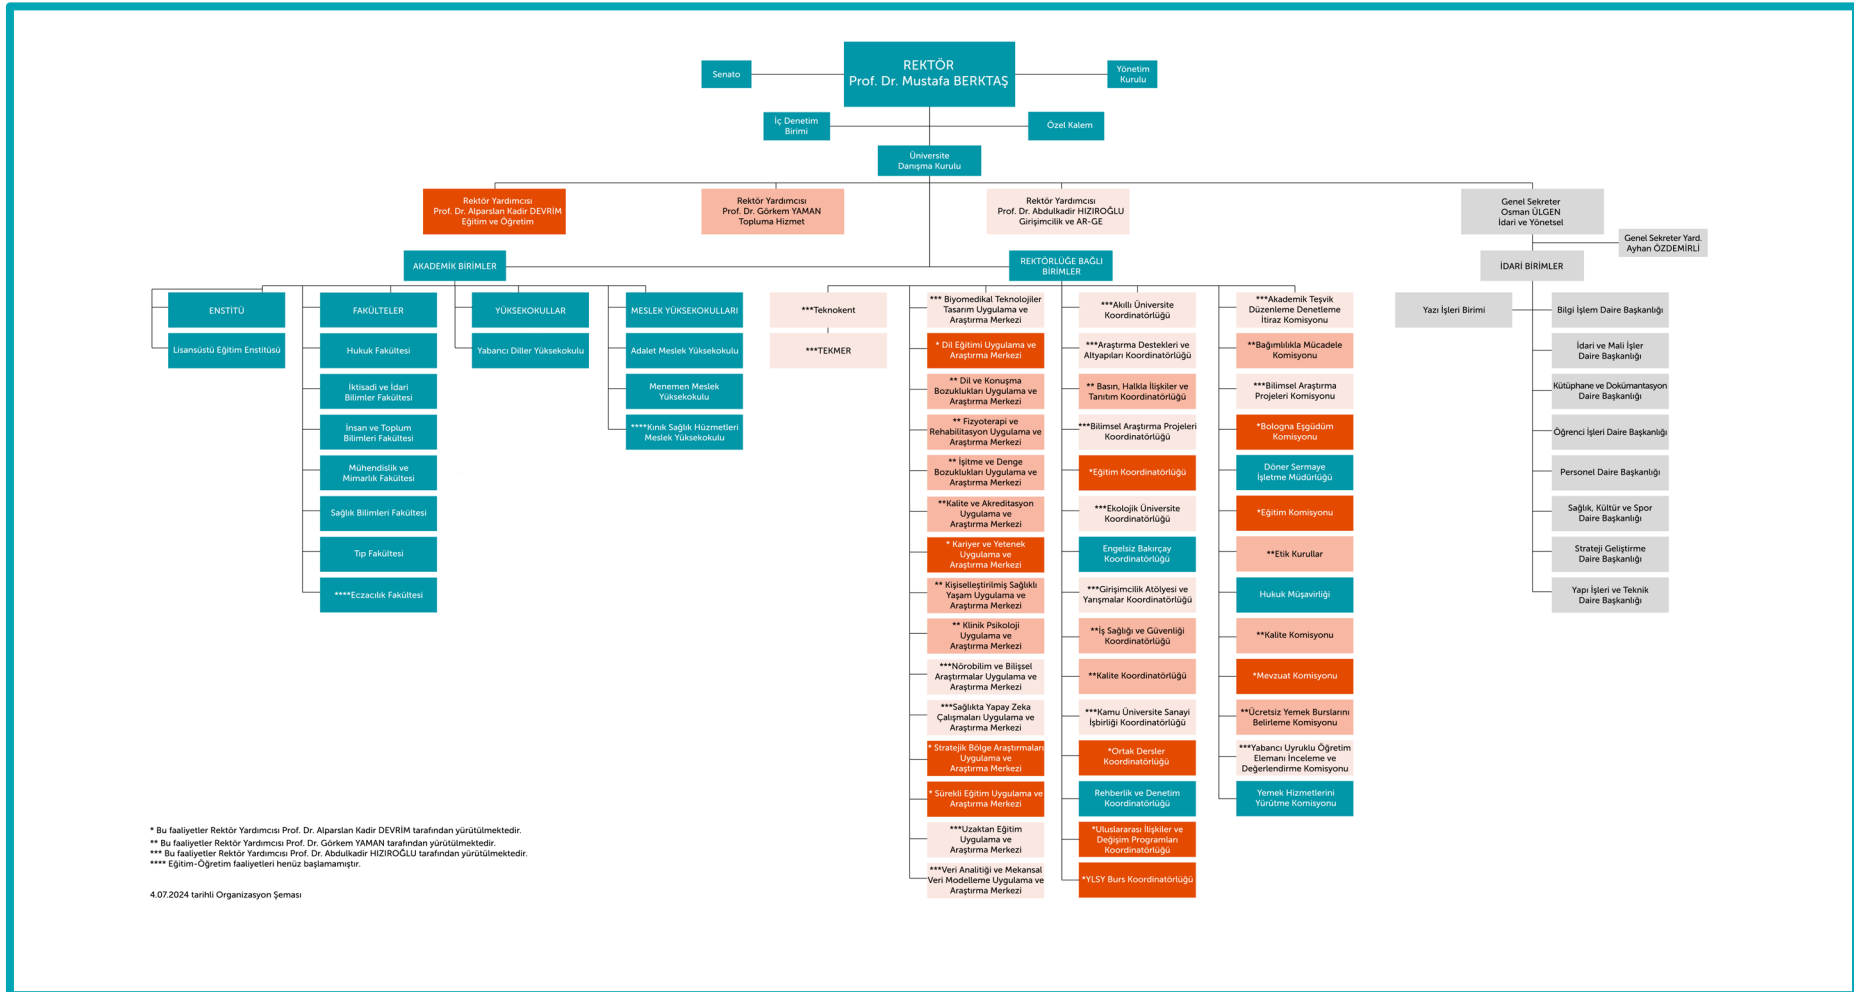 REKTÖR
Prof. Dr. Mustafa BERKTAŞ
Senato
Yönetim
Kurulu
İç Denetim
Birimi
Özel Kalem
Üniversite
Danışma Kurulu
Rektör Yardımcısı
Prof. Dr. Alparslan Kadir DEVRİM
Eğitim ve Öğretim
Rektör Yardımcısı
Prof. Dr. Görkem YAMAN
Topluma Hizmet
Rektör Yardımcısı
Prof. Dr. Abdulkadir HIZIROĞLU
Girişimcilik ve AR-GE
Genel Sekreter
Osman ÜLGEN
İdari ve Yönetsel
Genel Sekreter Yard.
Ayhan ÖZDEMİRLİ
AKADEMİK BİRİMLER
REKTÖRLÜĞE BAĞLI
BİRİMLER
İDARİ BİRİMLER
ENSTİTÜ
Lisansüstü Eğitim Enstitüsü
FAKÜLTELER
Hukuk Fakültesi
İktisadi ve İdari
Bilimler Fakültesi
İnsan ve Toplum
Bilimleri Fakültesi
Mühendislik ve
Mimarlık Fakültesi
Sağlık Bilimleri Fakültesi
Tıp Fakültesi
****Eczacılık Fakültesi
YÜKSEKOKULLAR
Yabancı Diller Yüksekokulu
MESLEK YÜKSEKOKULLARI
Adalet Meslek Yüksekokulu
Menemen Meslek
Yüksekokulu
****Kınık Sağlık Hüzmetleri
Meslek Yüksekokulu
***Teknokent
***TEKMER
*** Biyomedikal Teknolojiler
Tasarım Uygulama ve
Araştırma Merkezi
* Dil Eğitimi Uygulama ve
Araştırma Merkezi
** Dil ve Konuşma
Bozuklukları Uygulama ve
Araştırma Merkezi
** Fizyoterapi ve
Rehabilitasyon Uygulama ve
Araştırma Merkezi
** İşitme ve Denge
Bozuklukları Uygulama ve
Araştırma Merkezi
**Kalite ve Akreditasyon
Uygulama ve
Araştırma Merkezi
* Kariyer ve Yetenek
Uygulama ve
Araştırma Merkezi
** Kişiselleştirilmiş Sağlıklı
Yaşam Uygulama ve
Araştırma Merkezi
** Klinik Psikoloji
Uygulama ve
Araştırma Merkezi
***Nörobilim ve Bilişsel
Araştırmalar Uygulama ve
Araştırma Merkezi
***Sağlıkta Yapay Zeka
Çalışmaları Uygulama ve
Araştırma Merkezi
* Stratejik Bölge Araştırmaları
Uygulama ve
Araştırma Merkezi
* Sürekli Eğitim Uygulama ve
Araştırma Merkezi
***Uzaktan Eğitim
Uygulama ve
Araştırma Merkezi
***Veri Analitiği ve Mekansal
Veri Modelleme Uygulama ve
Araştırma Merkezi
***Akıllı Üniversite
Koordinatörlüğü
***Araştırma Destekleri ve
Altyapıları Koordinatörlüğü
** Basın, Halkla İlişkiler ve
Tanıtım Koordinatörlüğü
***Bilimsel Araştırma Projeleri
Koordinatörlüğü
*Eğitim Koordinatörlüğü
***Ekolojik Üniversite
Koordinatörlüğü
Engelsiz Bakırçay
Koordinatörlüğü
***Girişimcilik Atölyesi ve
Yarışmalar Koordinatörlüğü
**İş Sağlığı ve Güvenliği
Koordinatörlüğü
**Kalite Koordinatörlüğü
***Kamu Üniversite Sanayi
İşbirliği Koordinatörlüğü
*Ortak Dersler
Koordinatörlüğü
Rehberlik ve Denetim
Koordinatörlüğü
*Uluslararası İlişkiler ve
Değişim Programları
Koordinatörlüğü
*YLSY Burs Koordinatörlüğü
***Akademik Teşvik
Düzenleme Denetleme
İtiraz Komisyonu
**Bağımlılıkla Mücadele
Komisyonu
***Bilimsel Araştırma
Projeleri Komisyonu
*Bologna Eşgüdüm
Komisyonu
Döner Sermaye
İşletme Müdürlüğü
*Eğitim Komisyonu
**Etik Kurullar
Hukuk Müşavirliği
**Kalite Komisyonu
*Mevzuat Komisyonu
**Ücretsiz Yemek Burslarını
Belirleme Komisyonu
***Yabancı Uyruklu Öğretim
Elemanı İnceleme ve
Değerlendirme Komisyonu
Yemek Hizmetlerini
Yürütme Komisyonu
Yazı İşleri Birimi
Bilgi İşlem Daire Başkanlığı
İdari ve Mali İşler
Daire Başkanlığı
Kütüphane ve Dokümantasyon
Daire Başkanlığı
Öğrenci İşleri Daire Başkanlığı
Personel Daire Başkanlığı
Sağlık, Kültür ve Spor
Daire Başkanlığı
Strateji Geliştirme
Daire Başkanlığı
Yapı İşleri ve Teknik
Daire Başkanlığı
* Bu faaliyetler Rektör Yardımcısı Prof. Dr. Alparslan Kadir DEVRİM tarafından yürütülmektedir.
** Bu faaliyetler Rektör Yardımcısı Prof. Dr. Görkem YAMAN tarafından yürütülmektedir.
*** Bu faaliyetler Rektör Yardımcısı Prof. Dr. Abdulkadir HIZIROĞLU tarafından yürütülmektedir.
**** Eğitim-Öğretim faaliyetleri henüz başlamamıştır.
4.07.2024 tarihli Organizasyon Şeması